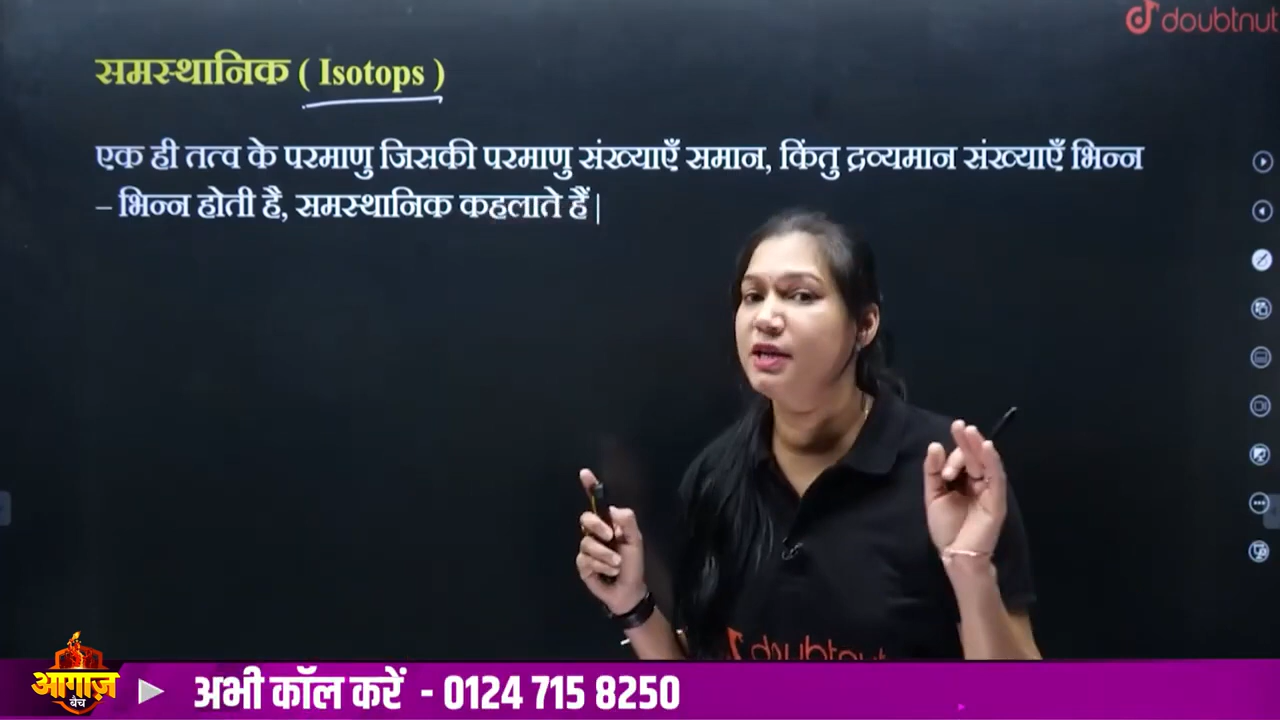 doubtnut
समस्थानिक ( Isotops )
एक ही तत्व के परमाणु जिसकी परमाणु संख्याएँ समान, किंतु द्रव्यमान संख्याएँ भिन्न
– भिन्न होती है, समस्थानिक कहलाते हैं |
doubtnut
आगाज़
बैच
अभी कॉल करें - 0124 715 8250